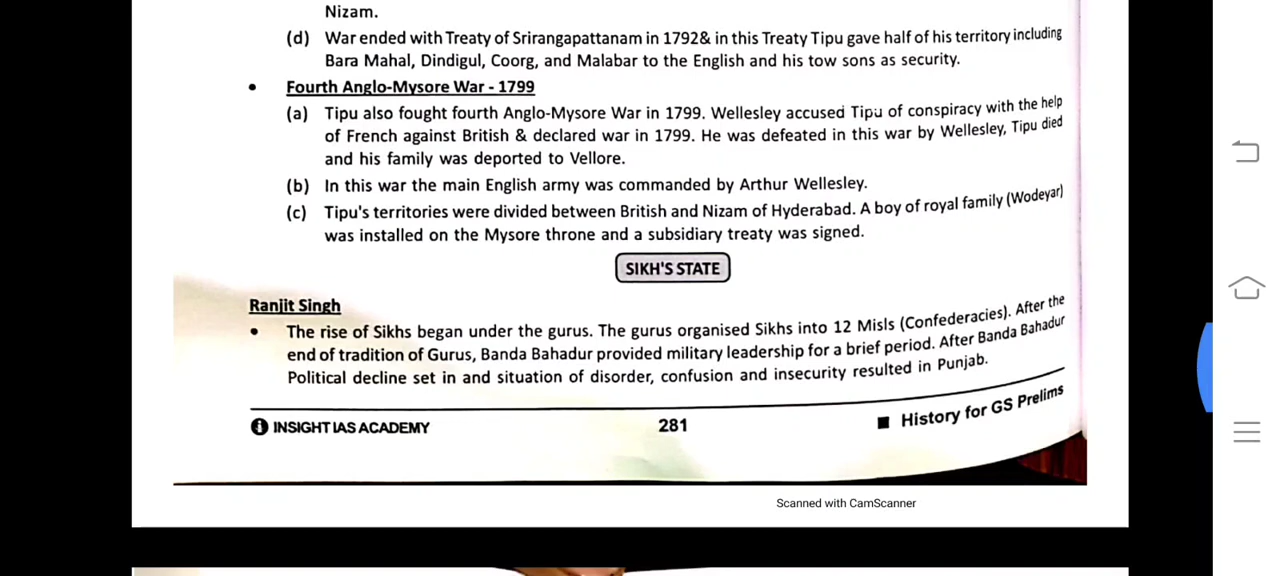 Nizam.
(d) War ended with Treaty of Srirangapattanam in 1792& in this Treaty Tipu gave half of his territory including
Bara Mahal, Dindigul, Coorg, and Malabar to the English and his tow sons as security.
• Fourth Anglo-Mysore War - 1799
(a) Tipu also fought fourth Anglo-Mysore War in 1799. Wellesley accused Tipu of conspiracy with the help
of French against British & declared war in 1799. He was defeated in this war by Wellesley, Tipu died
and his family was deported to Vellore.
(b) In this war the main English army was commanded by Arthur Wellesley.
(c) Tipu's territories were divided between British and Nizam of Hyderabad. A boy of royal family (Wodeyar)
was installed on the Mysore throne and a subsidiary treaty was signed.
SIKH'S STATE
Ranjit Singh
• The rise of Sikhs began under the gurus. The gurus organised Sikhs into 12 Misls (Confederacies). After the
end of tradition of Gurus, Banda Bahadur provided military leadership for a brief period. After Banda Bahadur
Political decline set in and situation of disorder, confusion and insecurity resulted in Punjab.
INSIGHT IAS ACADEMY 281 ■ History for GS Prelims
Scanned with CamScanner